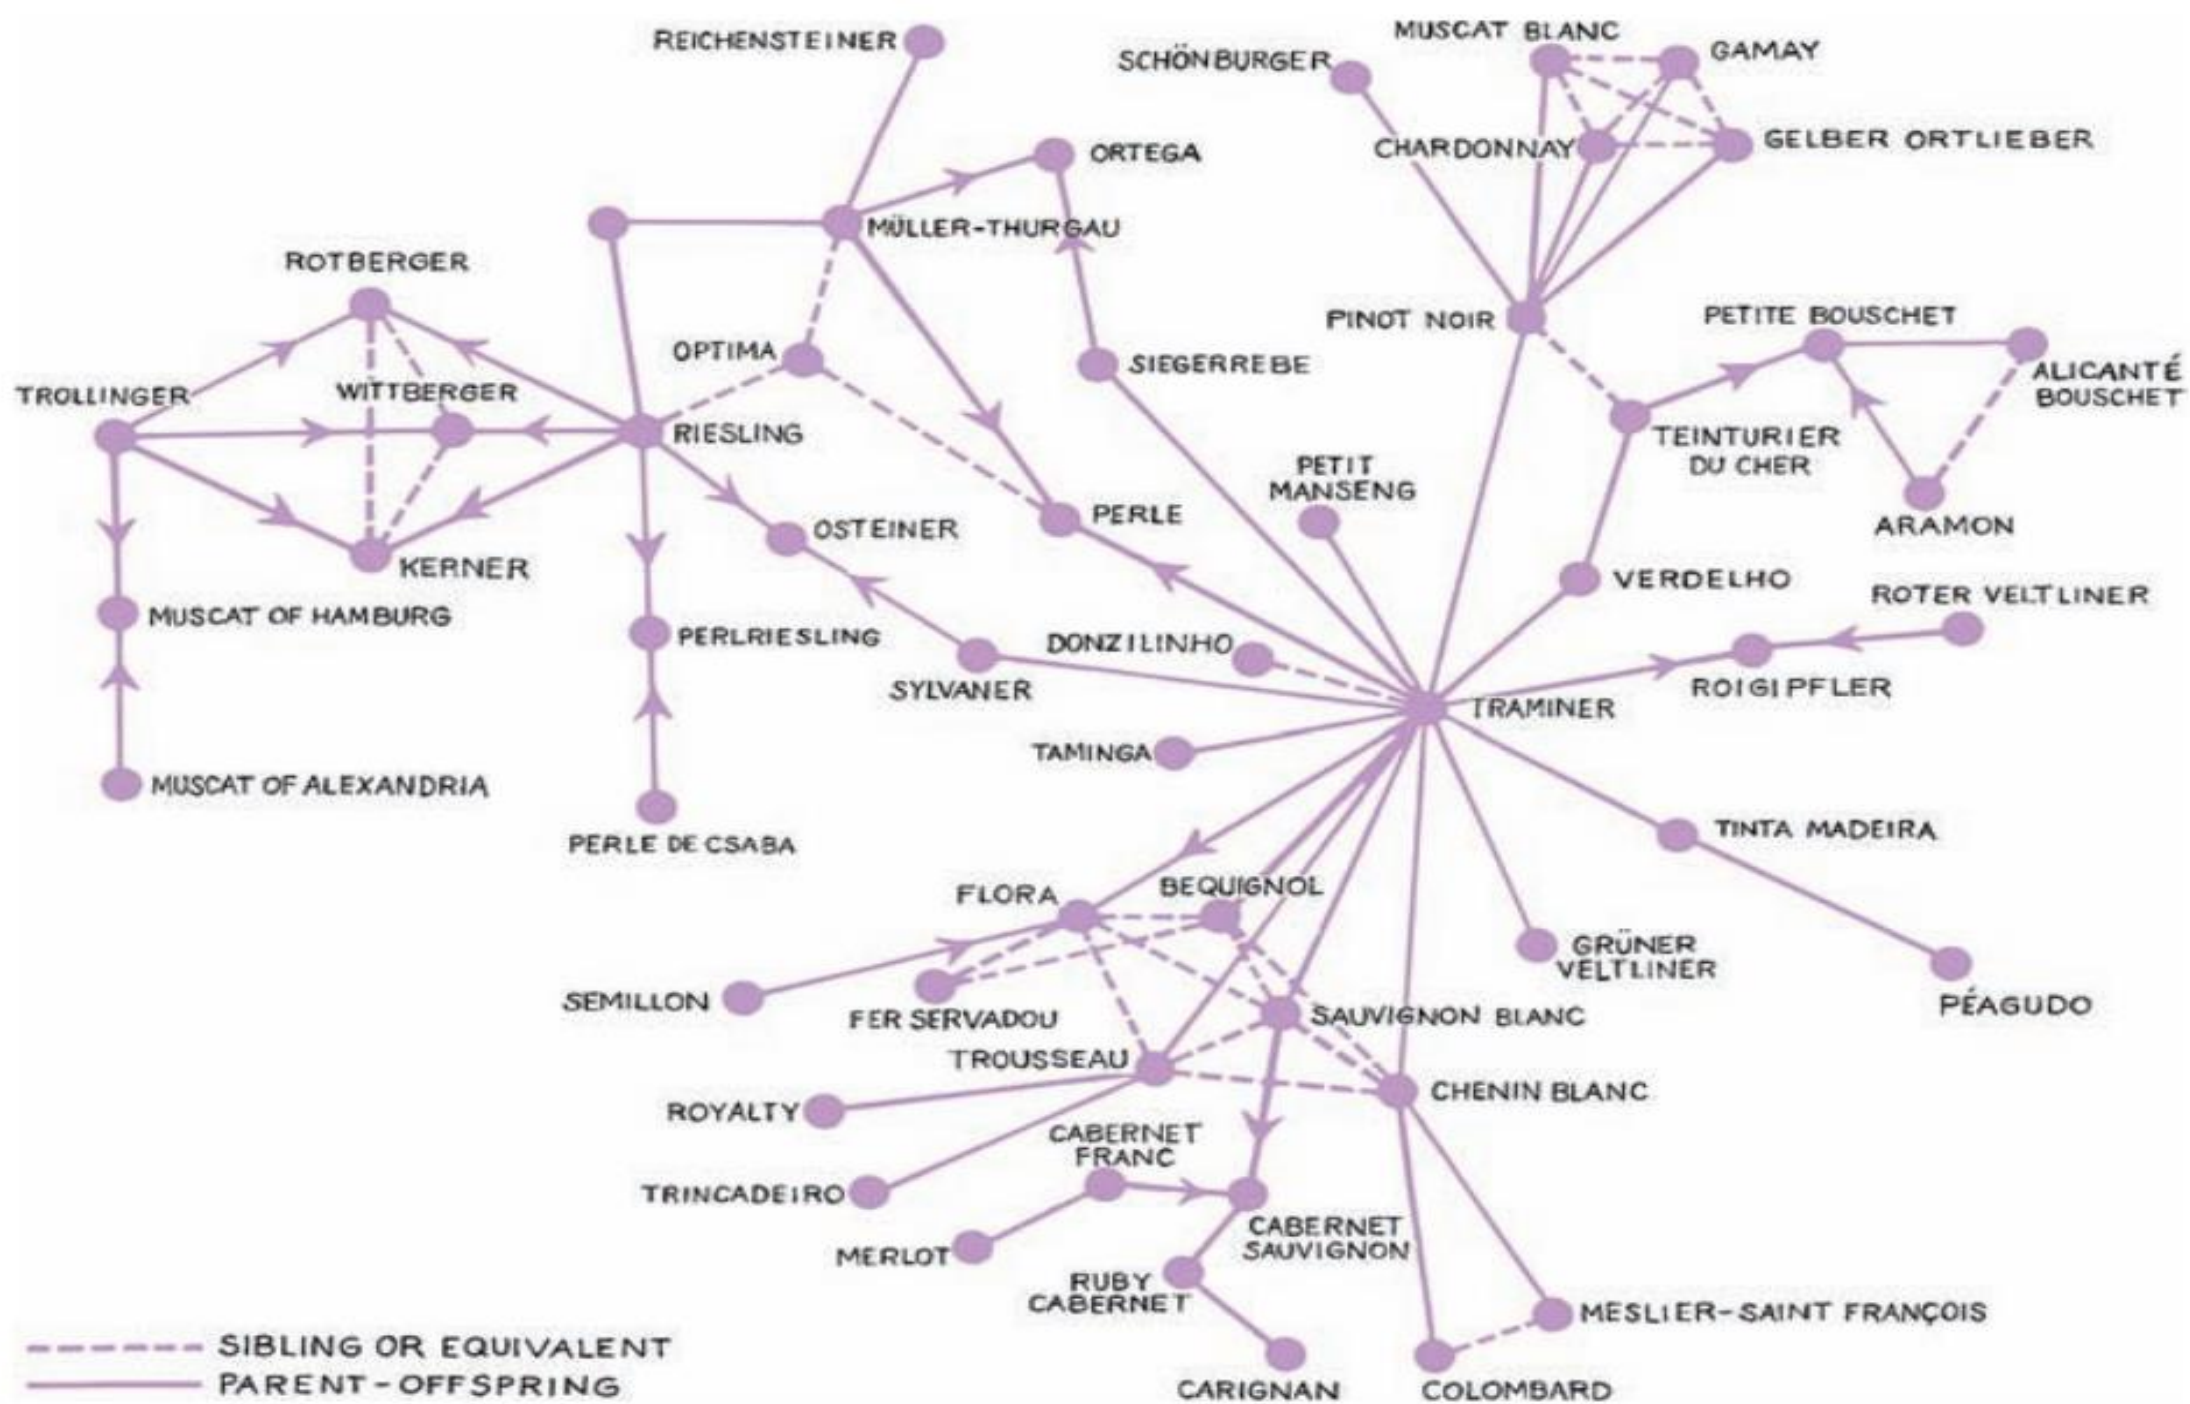 REICHENSTEINER
SCHÖNBURGER
MUSCAT BLANC
GAMAY
ORTEGA
CHARDONNAY
GELBER ORTLIEBER
MÜLLER-THURGAU
ROTBERGER
PINOT NOIR
PETITE BOUSCHET
OPTIMA
SIEGERREBE
ALICANTÉ
BOUSCHET
TROLLINGER
WITTBERGER
RIESLING
TEINTURIER
DU CHER
PETIT
MANSENG
PERLE
OSTEINER
ARAMON
KERNER
VERDELHO
ROTER VELTLINER
MUSCAT OF HAMBURG
PERLRIESLING
DONZILINHO
SYLVANER
ROIGIPFLER
TRAMINER
TAMINGA
MUSCAT OF ALEXANDRIA
PERLE DE CSABA
TINTA MADEIRA
FLORA
BEQUIGNOL
GRÜNER
VELTLINER
SEMILLON
FER SERVADOU
SAUVIGNON BLANC
PÉAGUDO
TROUSSEAU
CHENIN BLANC
ROYALTY
CABERNET
FRANC
TRINCADEIRO
CABERNET
SAUVIGNON
MERLOT
RUBY
CABERNET
MESLIER-SAINT FRANÇOIS
CARIGNAN
COLOMBARD
SIBLING OR EQUIVALENT
PARENT-OFFSPRING